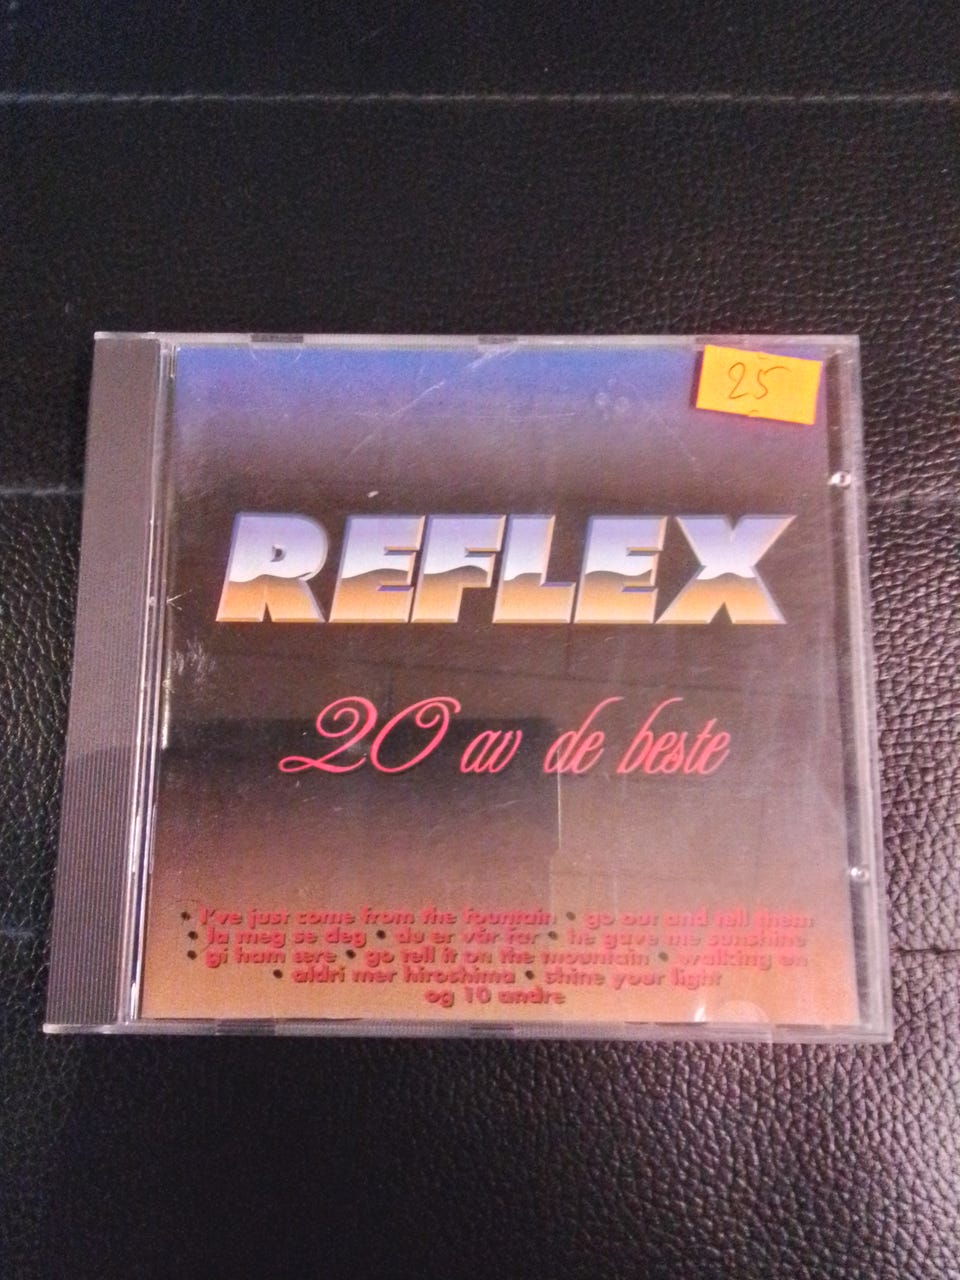 25
REFLEX
20 av de beste
• I've just come from the fountain • go out and tell them
• la meg se deg • du er vår far • he gave me sunshine
• gi ham ære • go tell it on the mountain • walking on
• aldri mer hiroshima • shine your light
og 10 andre